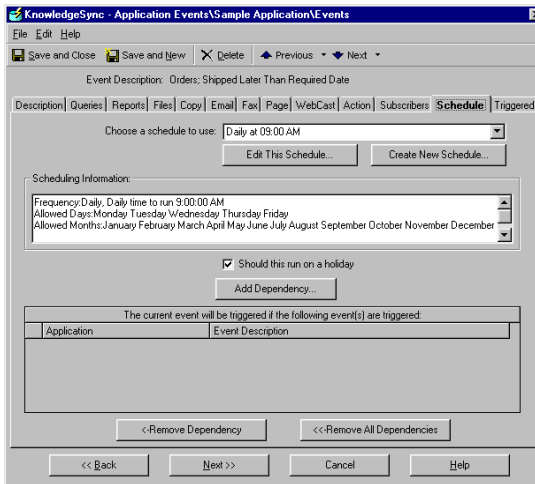 KnowledgeSync - Application Events\Sample Application\Events
File Edit Help
Save and Close Save and New Delete Previous Next
Event Description: Orders; Shipped Later Than Required Date
Description Queries Reports Files Copy Email Fax Page WebCast Action Subscribers Schedule Triggered
Choose a schedule to use: Daily at 09:00 AM
Edit This Schedule... Create New Schedule...
Scheduling Information:
Frequency:Daily, Daily time to run 9:00:00 AM
Allowed Days:Monday Tuesday Wednesday Thursday Friday
Allowed Months:January February March April May June July August September October November December
Should this run on a holiday
Add Dependency...
The current event will be triggered if the following event(s) are triggered:
Application Event Description
<-Remove Dependency <<-Remove All Dependencies
<< Back Next >> Cancel Help